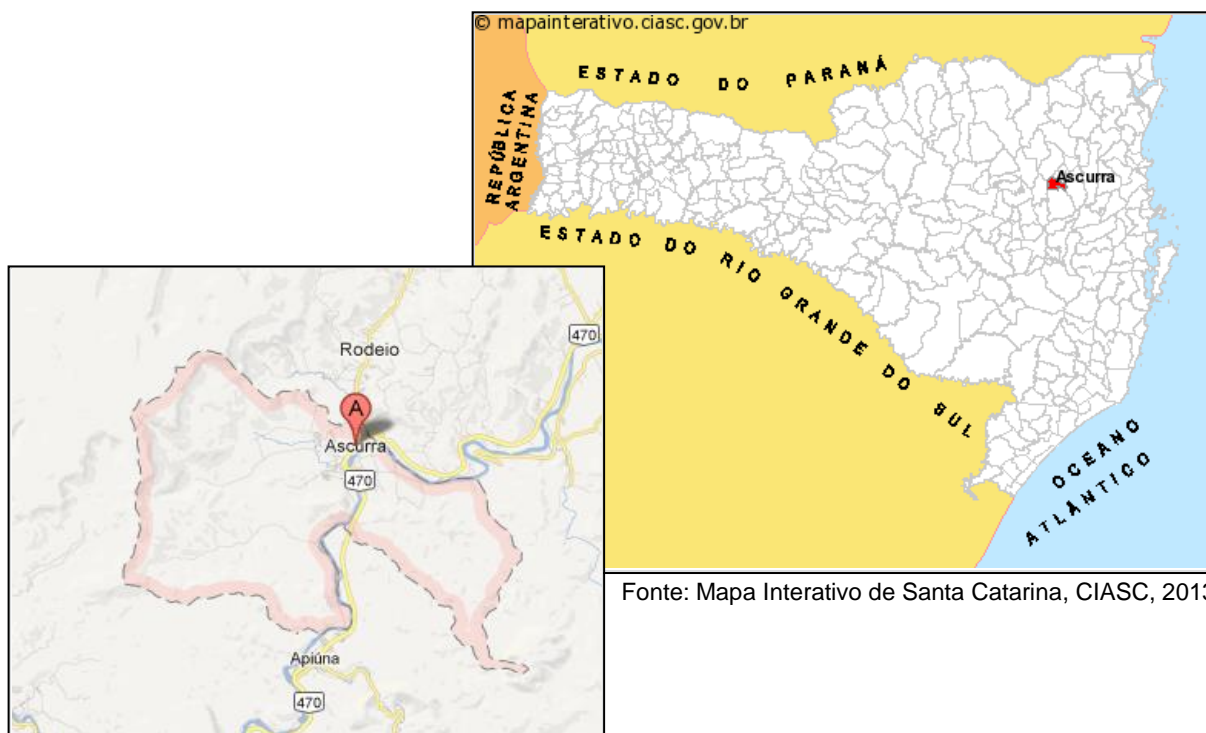 © mapainterativo.ciasc.gov.br
ESTADO DO PARANÁ
REPÚBLICA
ARGENTINA
Ascurra
ESTADO DO RIO GRANDE DO SUL
OCEANO
ATLÂNTICO
Fonte: Mapa Interativo de Santa Catarina, CIASC, 2013
470
Rodeio
A
Ascurra
470
Apiúna
470